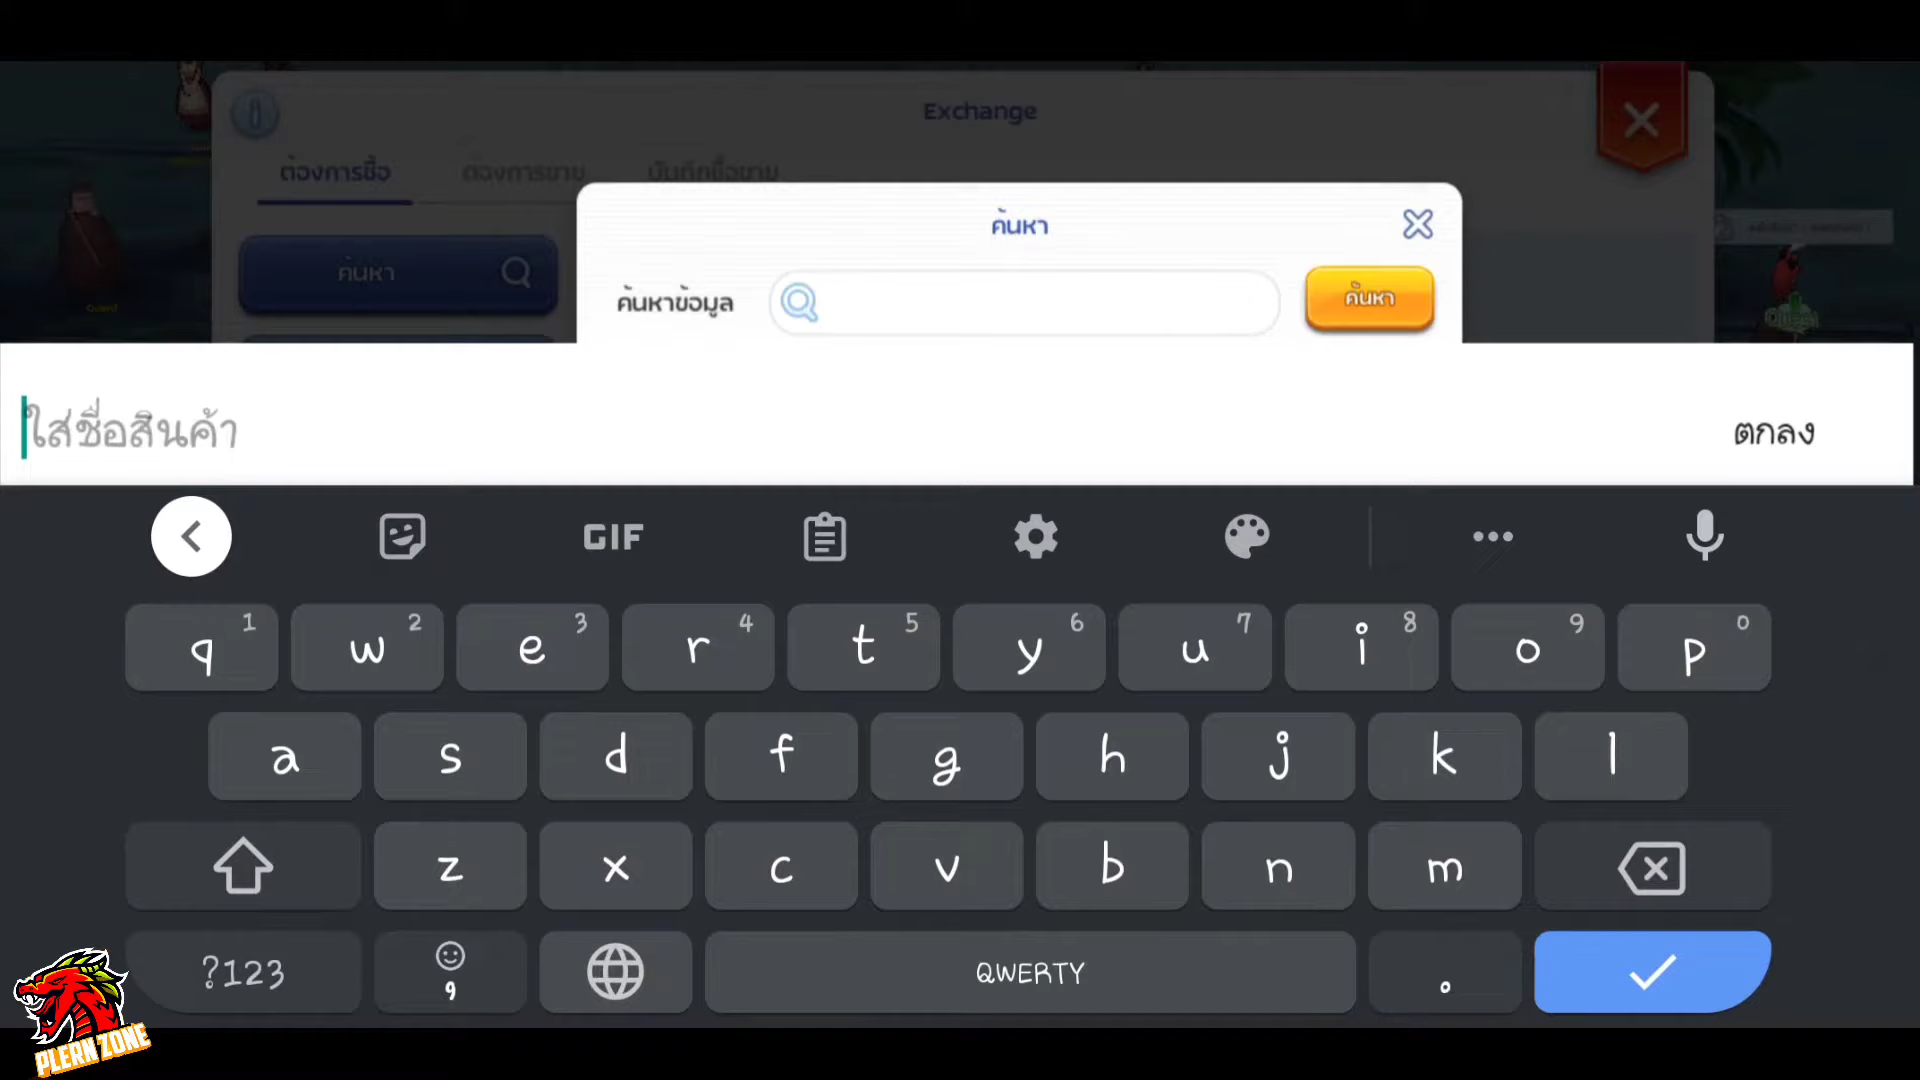 Exchange
ต้องการซื้อ ต้องการขาย บันทึกซื้อขาย
ค้นหา
ค้นหา
ค้นหาข้อมูล ค้นหา
Guard
Quest
ใส่ชื่อสินค้า ตกลง
GIF
q 1 w 2 e 3 r 4 t 5 y 6 u 7 i 8 o 9 p 0
a s d f g h j k l
z x c v b n m
?123 , QWERTY .
PLERN ZONE